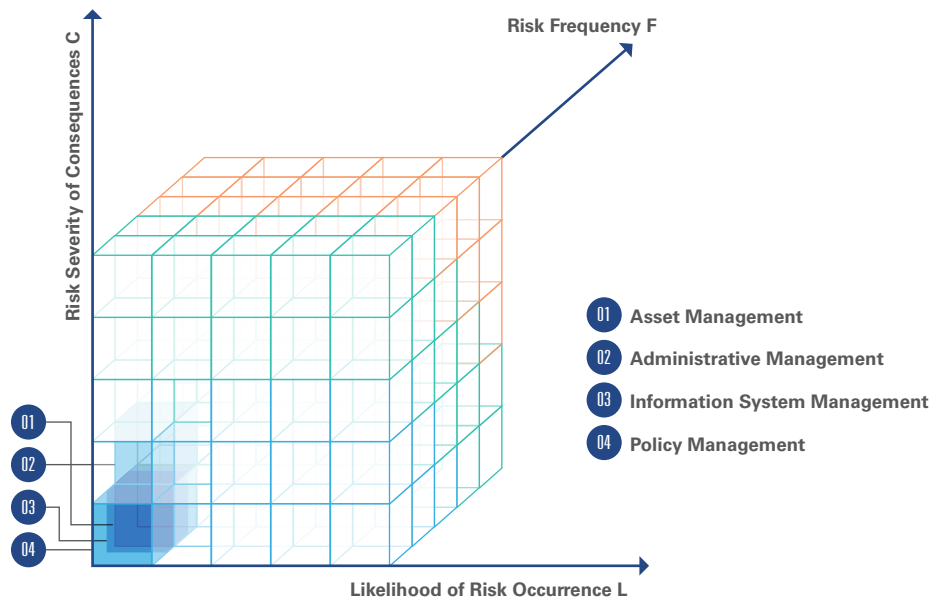 Risk Frequency F
Risk Severity of Consequences C
01 Asset Management
02 Administrative Management
03 Information System Management
04 Policy Management
01
02
03
04
Likelihood of Risk Occurrence L